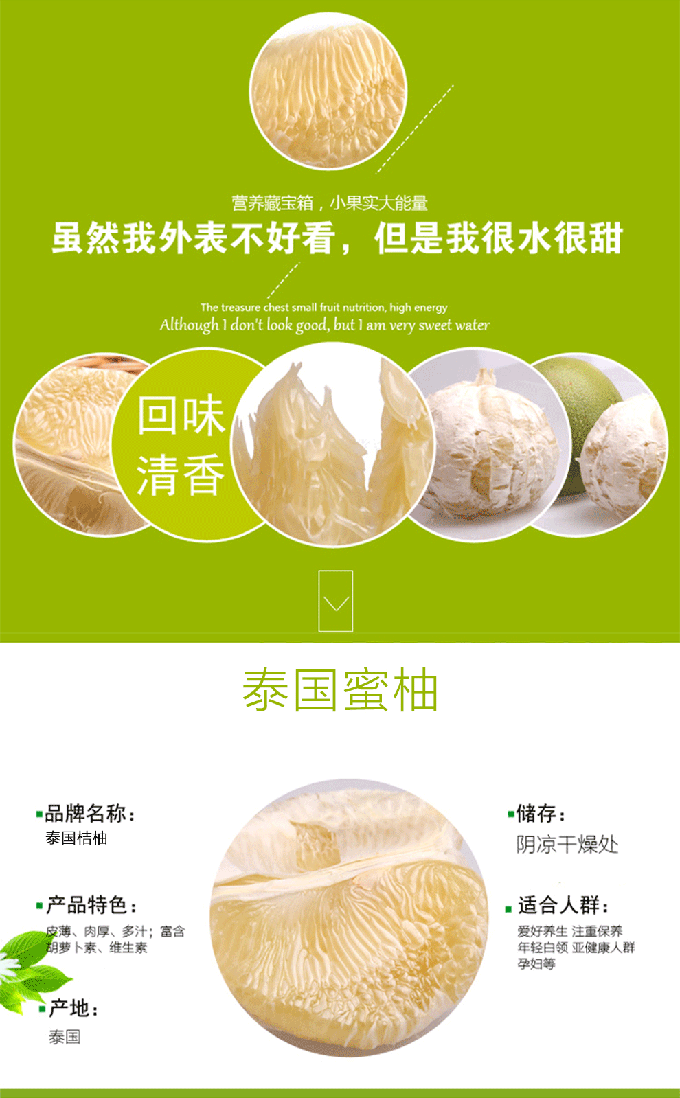 营养藏宝箱，小果实大能量
虽然我外表不好看，但是我很水很甜
The treasure chest small fruit nutrition, high energy
Although I don't look good, but I am very sweet water
回味
清香
泰国蜜柚
品牌名称：
泰国桔柚
产品特色：
皮薄、肉厚、多汁；富含
胡萝卜素、维生素
产地：
泰国
储存：
阴凉干燥处
适合人群：
爱好养生 注重保养
年轻白领 亚健康人群
孕妇等